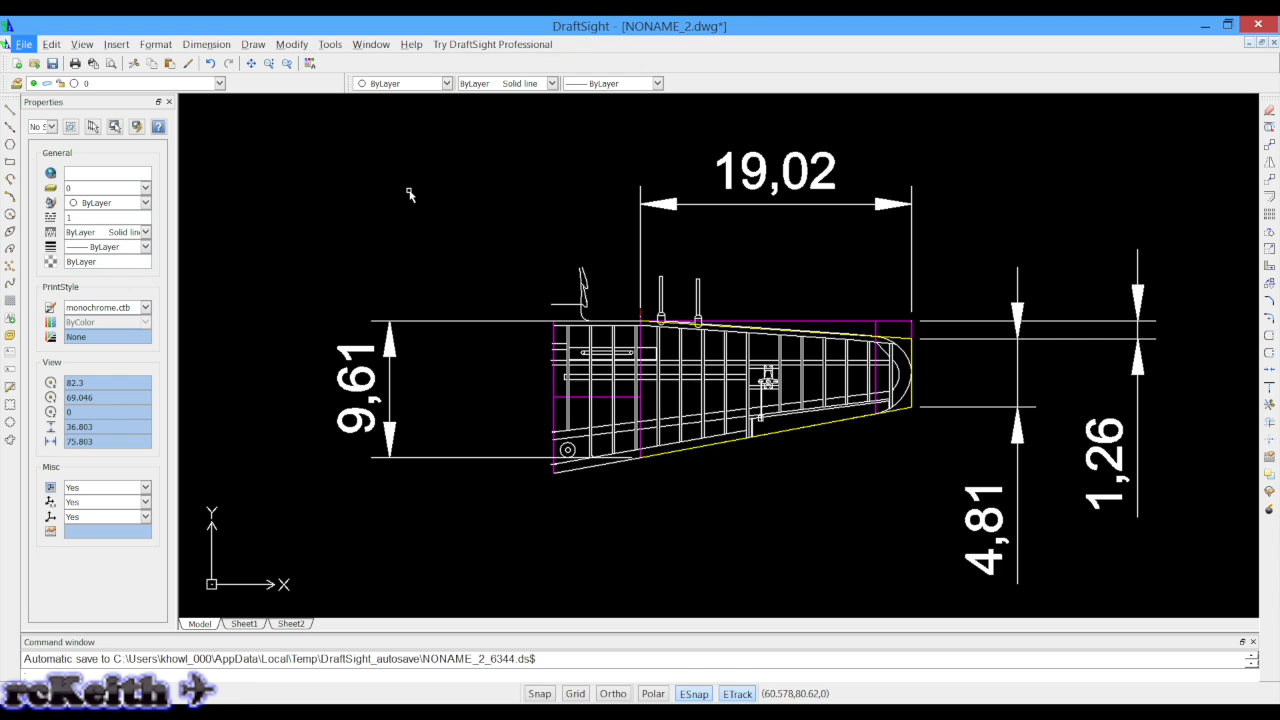 DraftSight - [NONAME_2.dwg*]
File Edit View Insert Format Dimension Draw Modify Tools Window Help Try DraftSight Professional
0 ByLayer ByLayer Solid line ByLayer
Properties
No S
General
0
ByLayer
1
ByLayer Solid line
ByLayer
ByLayer
PrintStyle
monochrome.ctb
ByColor
None
View
82.3
69.046
0
36.803
75.803
Misc
Yes
Yes
Yes
19,02
9,61
4,81
1,26
Y
X
Model Sheet1 Sheet2
Command window
Automatic save to C:\Users\khowl_000\AppData\Local\Temp\DraftSight_autosave\NONAME_2_6344.ds$
:
rcKeith
Snap Grid Ortho Polar ESnap ETrack (60.578,80.62,0)